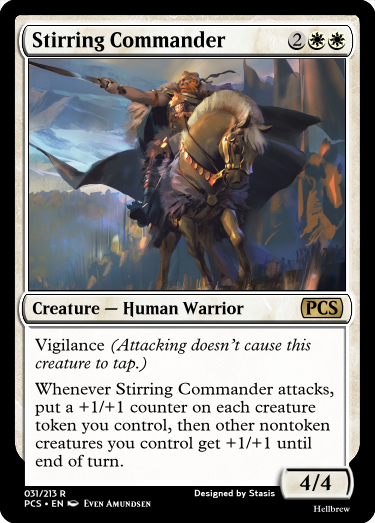 Stirring Commander 2
Creature — Human Warrior PCS
Vigilance (Attacking doesn't cause this
creature to tap.)
Whenever Stirring Commander attacks,
put a +1/+1 counter on each creature
token you control, then other nontoken
creatures you control get +1/+1 until
end of turn.
4/4
031/213 R Designed by Stasis
PCS • EN Even Amundsen Hellbrew